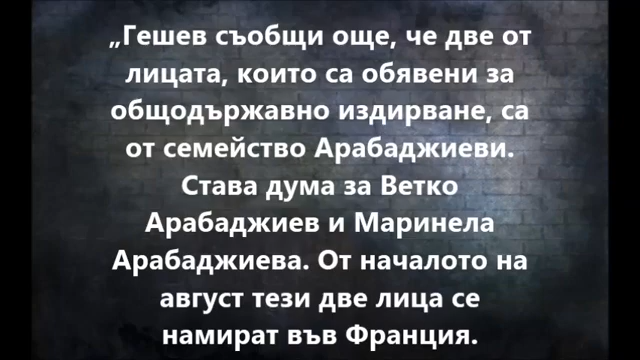 „Гешев съобщи още, че две от
лицата, които са обявени за
общодържавно издирване, са
от семейство Арабаджиеви.
Става дума за Ветко
Арабаджиев и Маринела
Арабаджиева. От началото на
август тези две лица се
намират във Франция.